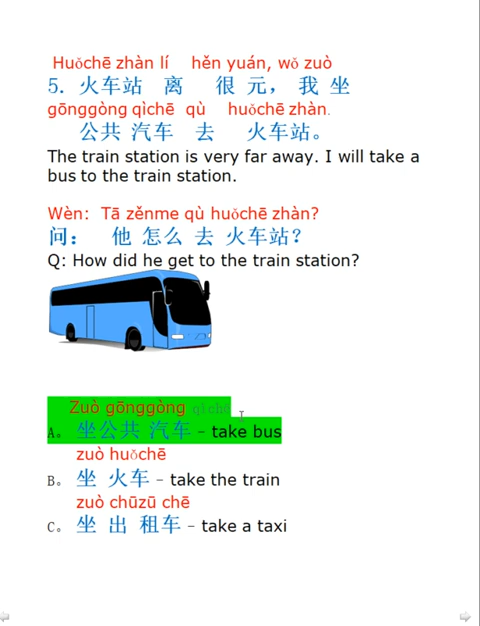 Huǒchē zhàn lí hěn yuán, wǒ zuò
5. 火车站 离 很 元， 我 坐
gōnggòng qìchē qù huǒchē zhàn.
公共 汽车 去 火车站。
The train station is very far away. I will take a
bus to the train station.
Wèn: Tā zěnme qù huǒchē zhàn?
问： 他 怎么 去 火车站？
Q: How did he get to the train station?
Zuò gōnggòng qìchē
A。 坐公共 汽车 – take bus
zuò huǒchē
B。 坐 火车 – take the train
zuò chūzū chē
C。 坐 出 租车 – take a taxi